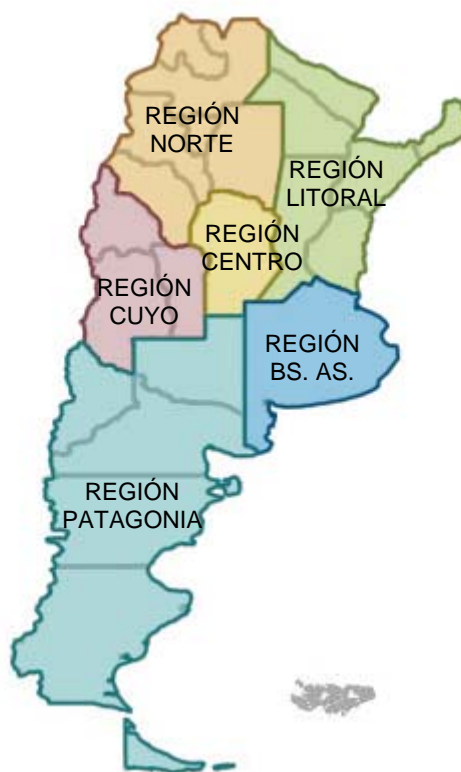 REGIÓN
NORTE
REGIÓN
LITORAL
REGIÓN
CENTRO
REGIÓN
CUYO
REGIÓN
BS. AS.
REGIÓN
PATAGONIA